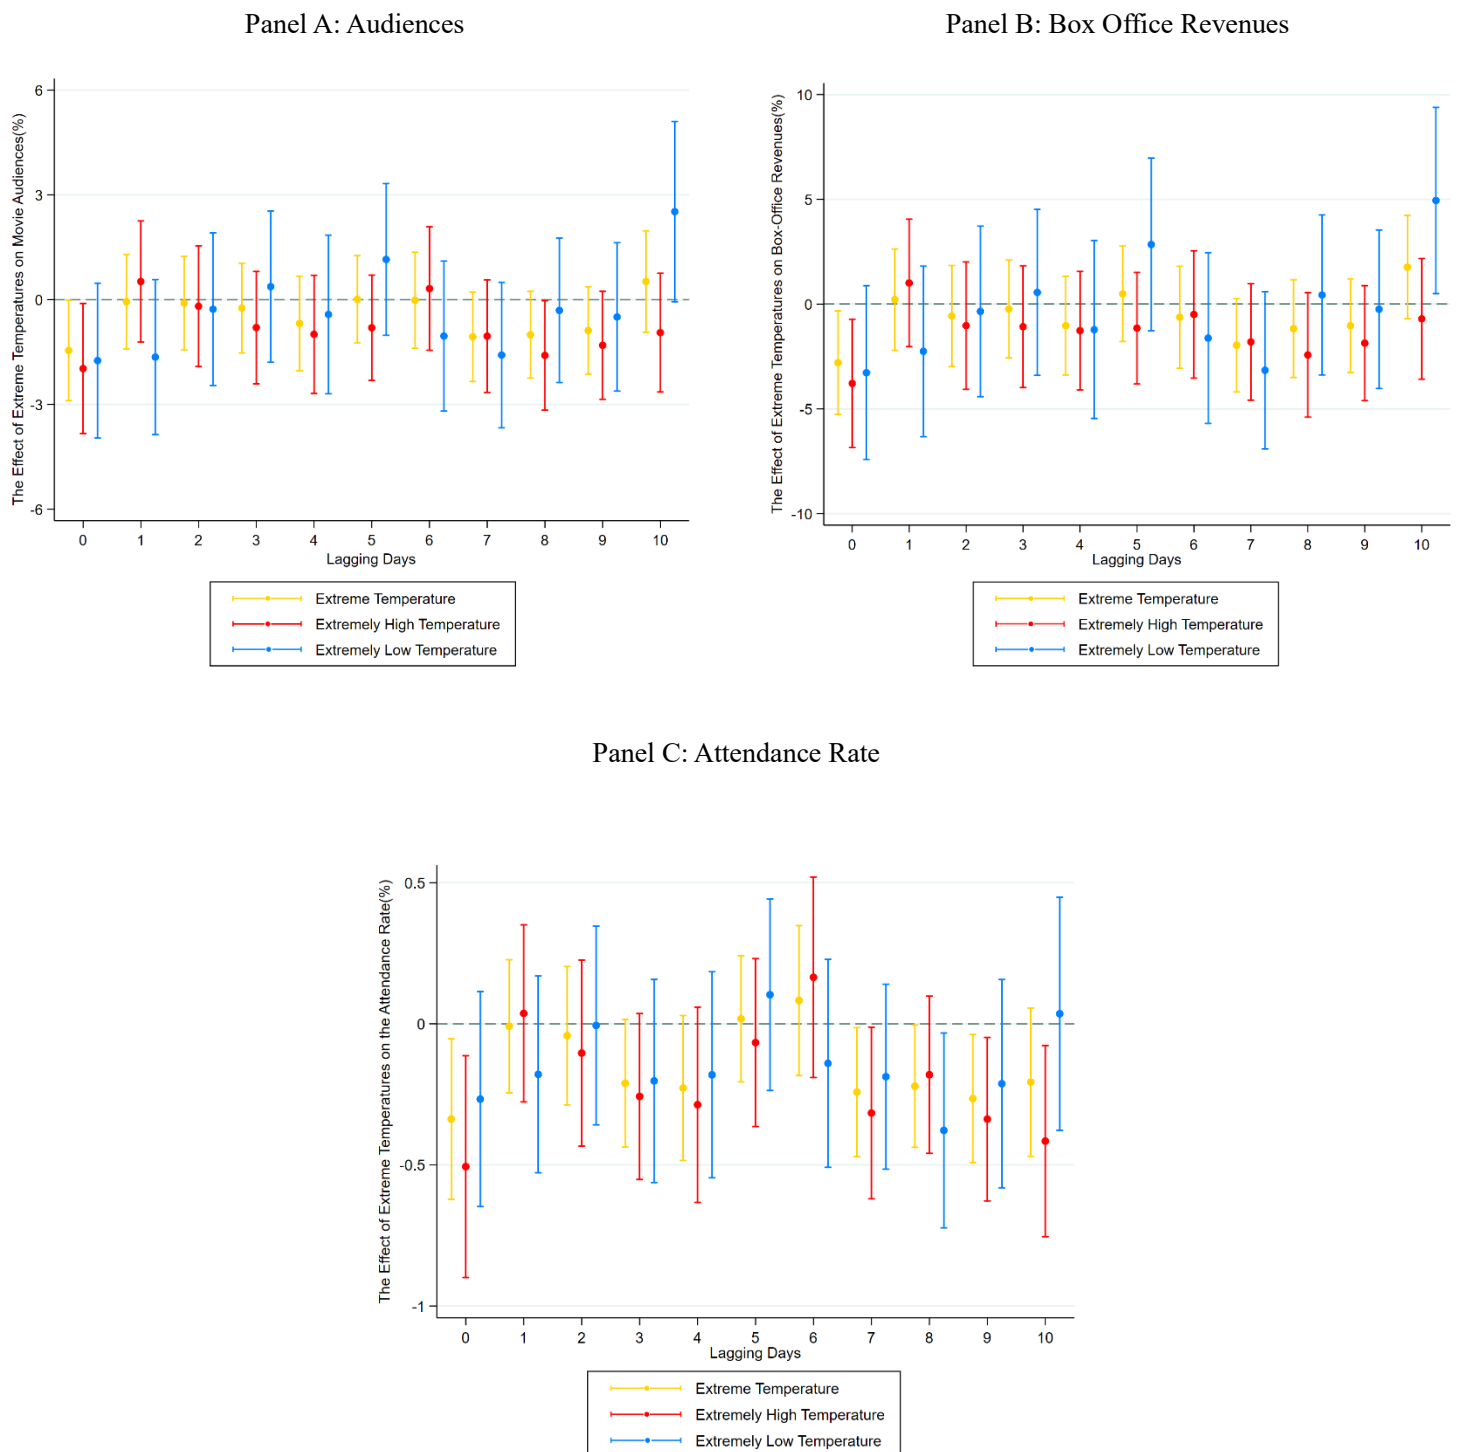 Panel A: Audiences
The Effect of Extreme Temperatures on Movie Audiences(%)
6
3
0
-3
-6
0 1 2 3 4 5 6 7 8 9 10
Lagging Days
Extreme Temperature
Extremely High Temperature
Extremely Low Temperature
Panel B: Box Office Revenues
The Effect of Extreme Temperatures on Box-Office Revenues(%)
10
5
0
-5
-10
0 1 2 3 4 5 6 7 8 9 10
Lagging Days
Extreme Temperature
Extremely High Temperature
Extremely Low Temperature
Panel C: Attendance Rate
The Effect of Extreme Temperatures on the Attendance Rate(%)
0.5
0
-0.5
-1
0 1 2 3 4 5 6 7 8 9 10
Lagging Days
Extreme Temperature
Extremely High Temperature
Extremely Low Temperature